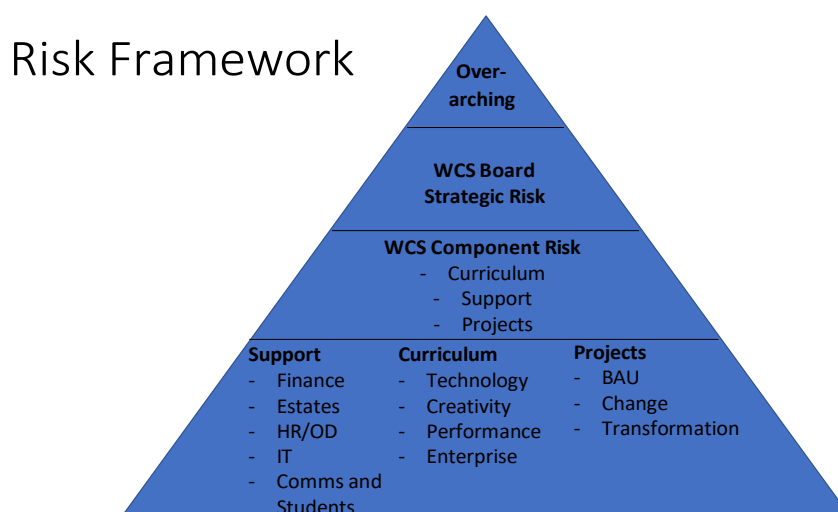 Risk Framework
Over-
arching
WCS Board
Strategic Risk
WCS Component Risk
- Curriculum
- Support
- Projects
Support
- Finance
- Estates
- HR/OD
- IT
- Comms and
Students
Curriculum
- Technology
- Creativity
- Performance
- Enterprise
Projects
- BAU
- Change
- Transformation